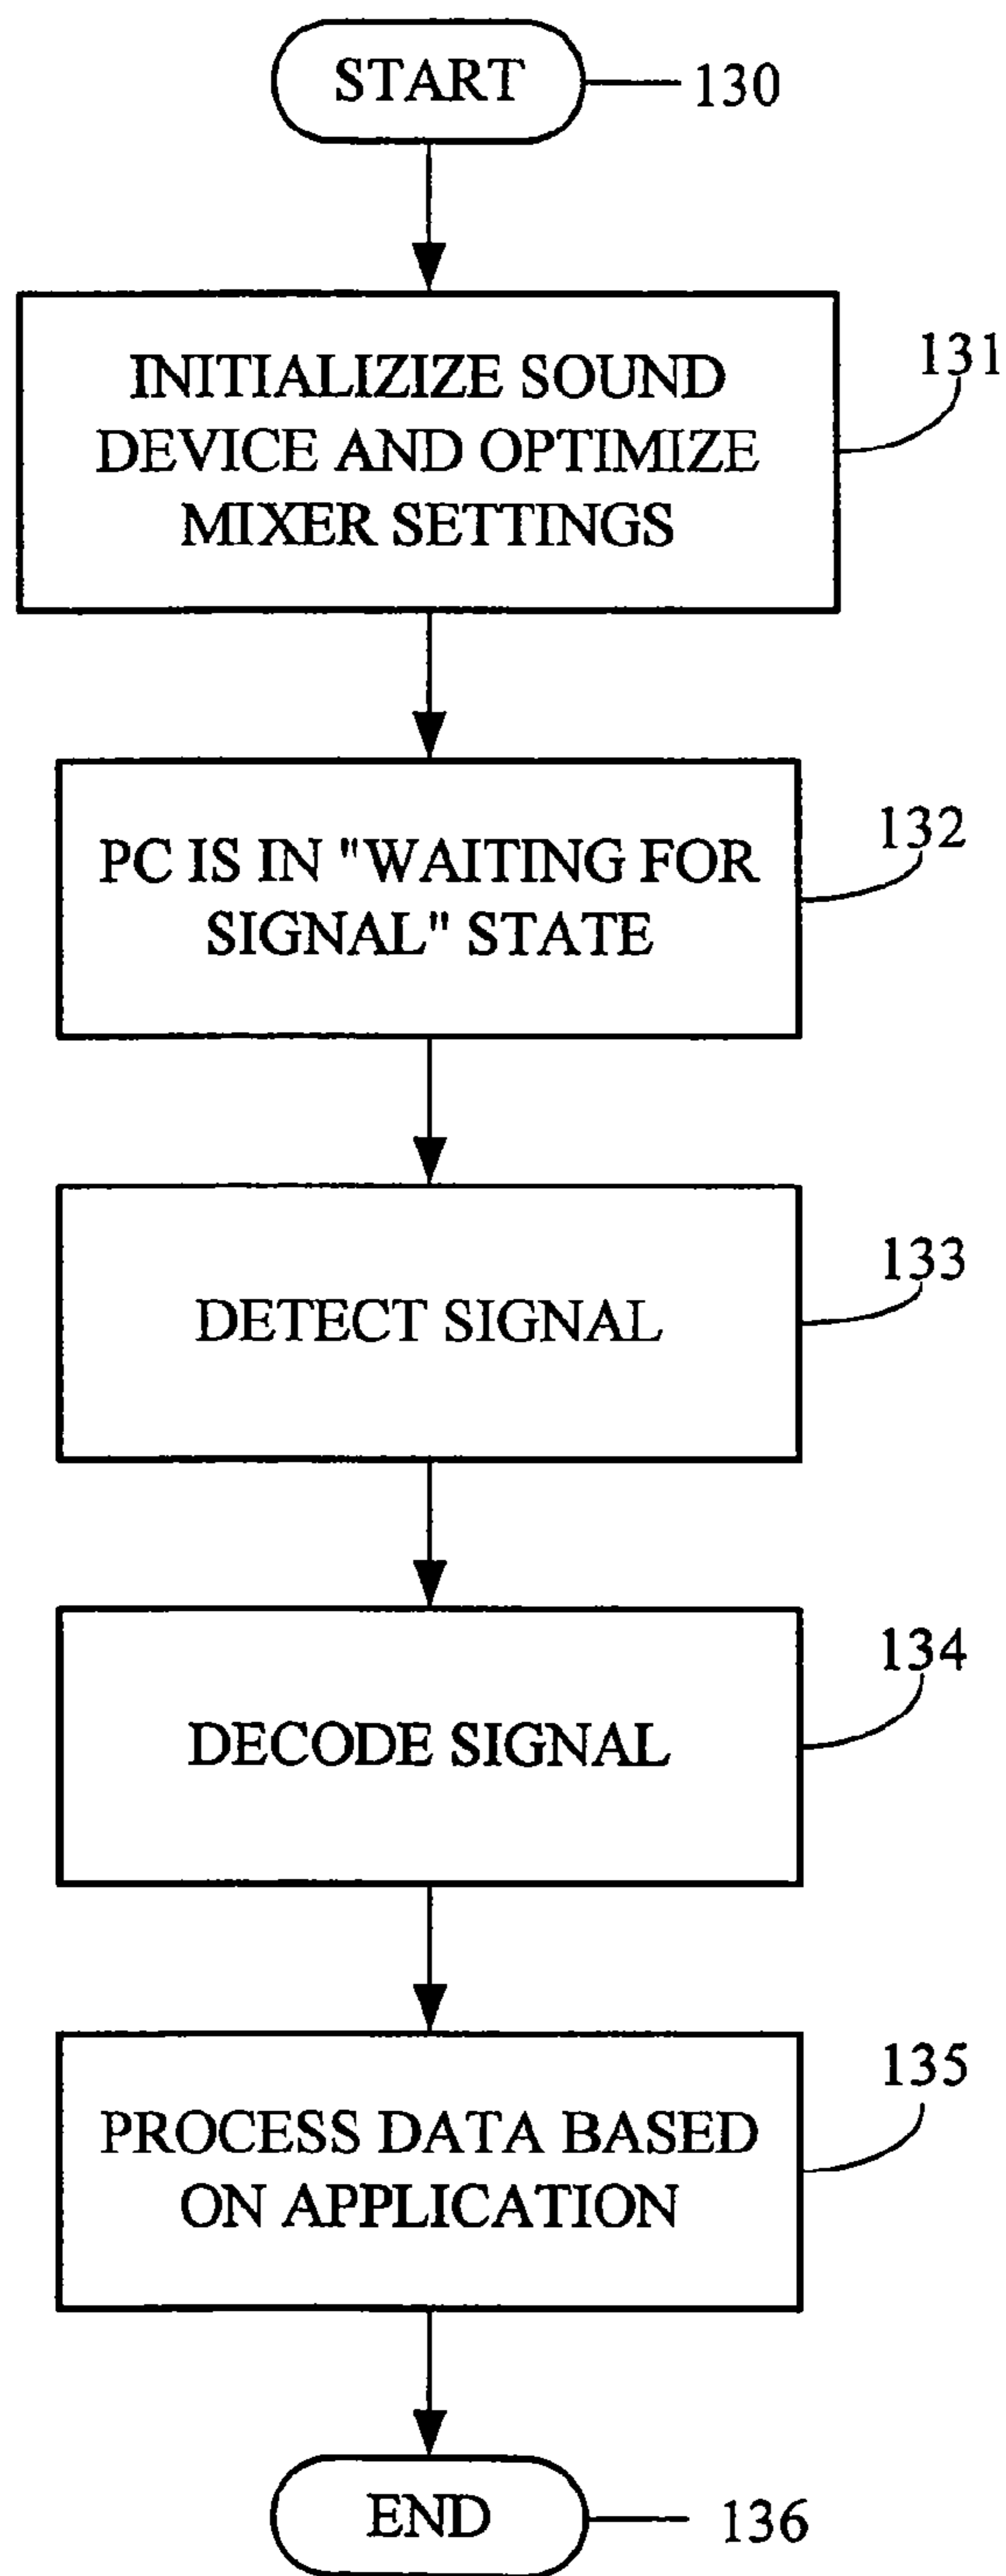 START
130
INITIALIZIZE SOUND
DEVICE AND OPTIMIZE
MIXER SETTINGS
131
PC IS IN "WAITING FOR
SIGNAL" STATE
132
DETECT SIGNAL
133
DECODE SIGNAL
134
PROCESS DATA BASED
ON APPLICATION
135
END
136